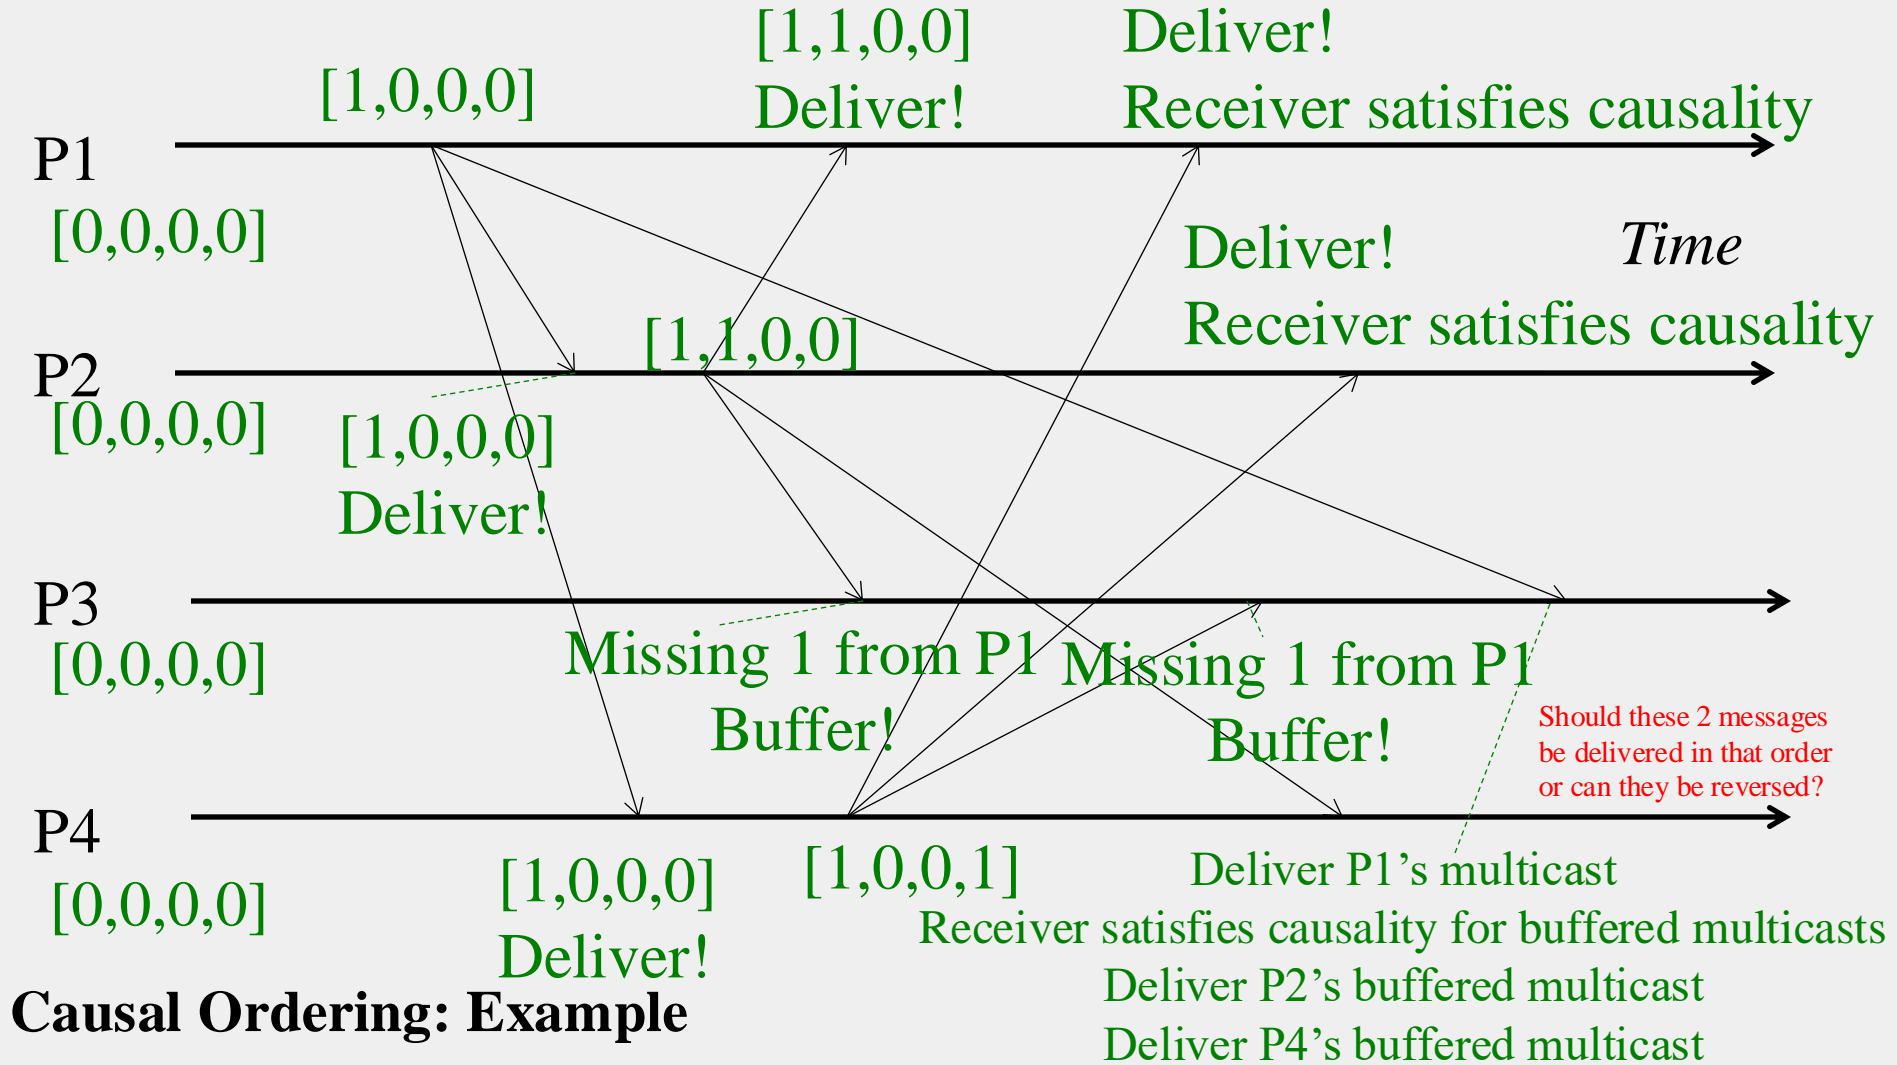 [1,1,0,0]
Deliver!
Deliver!
Receiver satisfies causality
[1,0,0,0]
P1
[0,0,0,0]
Time
Deliver!
Receiver satisfies causality
[1,1,0,0]
P2
[0,0,0,0]
[1,0,0,0]
Deliver!
P3
[0,0,0,0]
Missing 1 from P1
Buffer!
Missing 1 from P1
Buffer!
Should these 2 messages
be delivered in that order
or can they be reversed?
P4
[0,0,0,0]
[1,0,0,0]
Deliver!
[1,0,0,1]
Deliver P1’s multicast
Receiver satisfies causality for buffered multicasts
Deliver P2’s buffered multicast
Deliver P4’s buffered multicast
Causal Ordering: Example